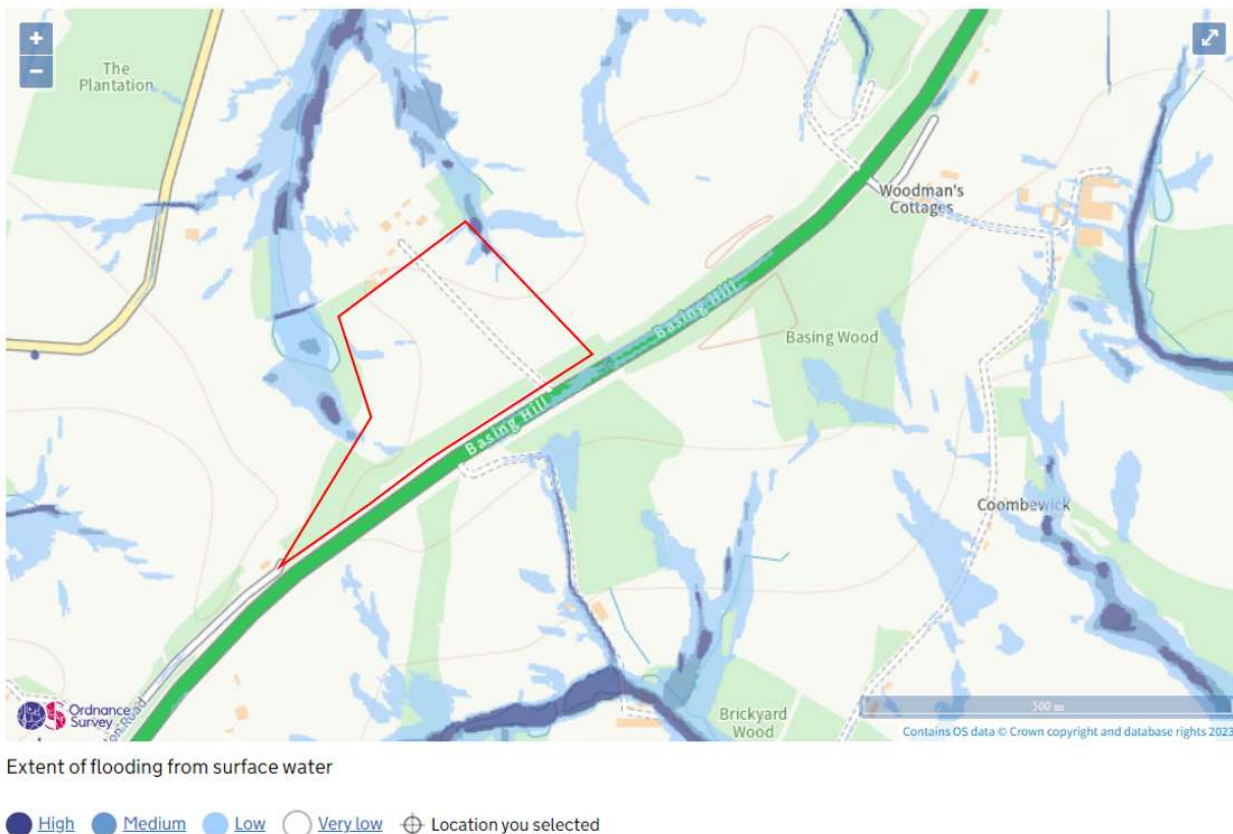 +
−
The
Plantation
Woodman's
Cottages
Basing Hill
Basing Wood
Basing Hill
Coombewick
Brickyard
Wood
500 m
Ordnance
Survey
Contains OS data © Crown copyright and database rights 2023
Extent of flooding from surface water
High Medium Low Very low Location you selected